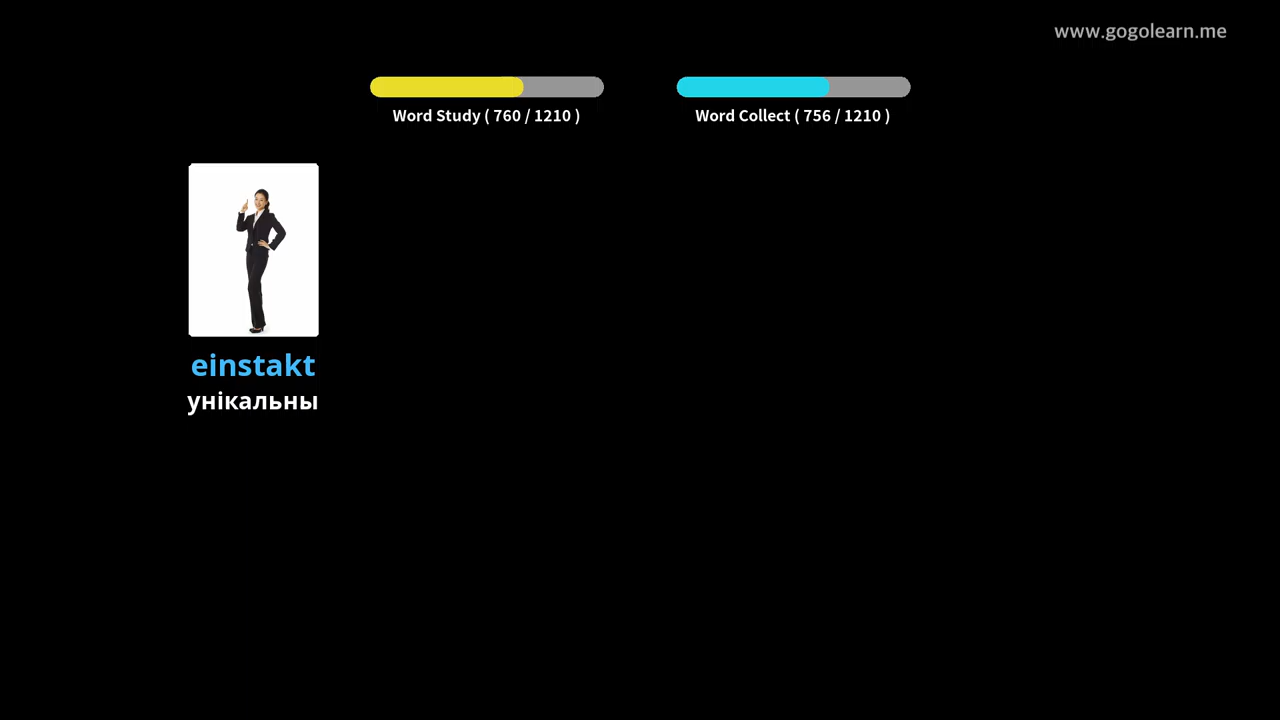 www.gogolearn.me
Word Study ( 760 / 1210 )
Word Collect ( 756 / 1210 )
einstakt
унікальны